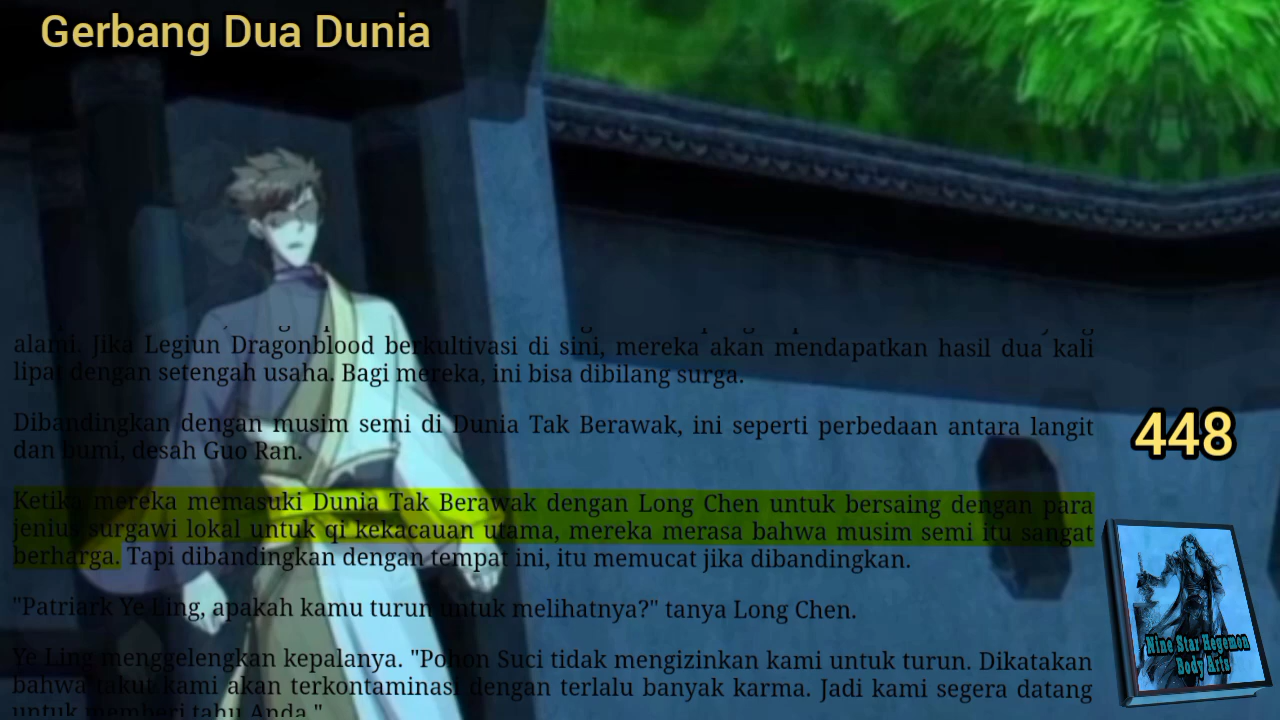 Gerbang Dua Dunia
alami. Jika Legiun Dragonblood berkultivasi di sini, mereka akan mendapatkan hasil dua kali
lipat dengan setengah usaha. Bagi mereka, ini bisa dibilang surga.
Dibandingkan dengan musim semi di Dunia Tak Berawak, ini seperti perbedaan antara langit
dan bumi, desah Guo Ran.
448
Ketika mereka memasuki Dunia Tak Berawak dengan Long Chen untuk bersaing dengan para
jenius surgawi lokal untuk qi kekacauan utama, mereka merasa bahwa musim semi itu sangat
berharga. Tapi dibandingkan dengan tempat ini, itu memucat jika dibandingkan.
"Patriark Ye Ling, apakah kamu turun untuk melihatnya?" tanya Long Chen.
Ye Ling menggelengkan kepalanya. "Pohon Suci tidak mengizinkan kami untuk turun. Dikatakan
bahwa takut kami akan terkontaminasi dengan terlalu banyak karma. Jadi kami segera datang
untuk memberi tahu Anda."
Nine Star Hegemon
Body Arts